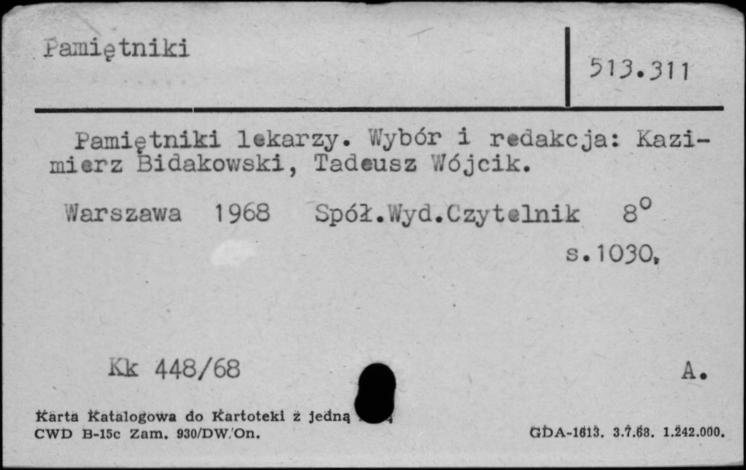 Pamiętniki
513.311
Pamiętniki lekarzy. Wybór i redakcja: Kazi-
mierz Bidakowski, Tadeusz Wójcik.
Warszawa 1968 Spół.Wyd.Czytelnik 8°
s.1030,
Kk 448/68 A.
Karta Katalogowa do Kartoteki z jedną
CWD B-15c Zam. 930/DW.On. GDA-1613. 3.7.68. 1.242.000.